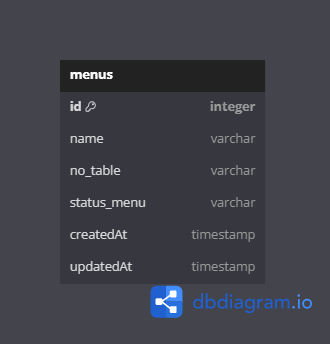 menus
id integer
name varchar
no_table varchar
status_menu varchar
createdAt timestamp
updatedAt timestamp
dbdiagram.io